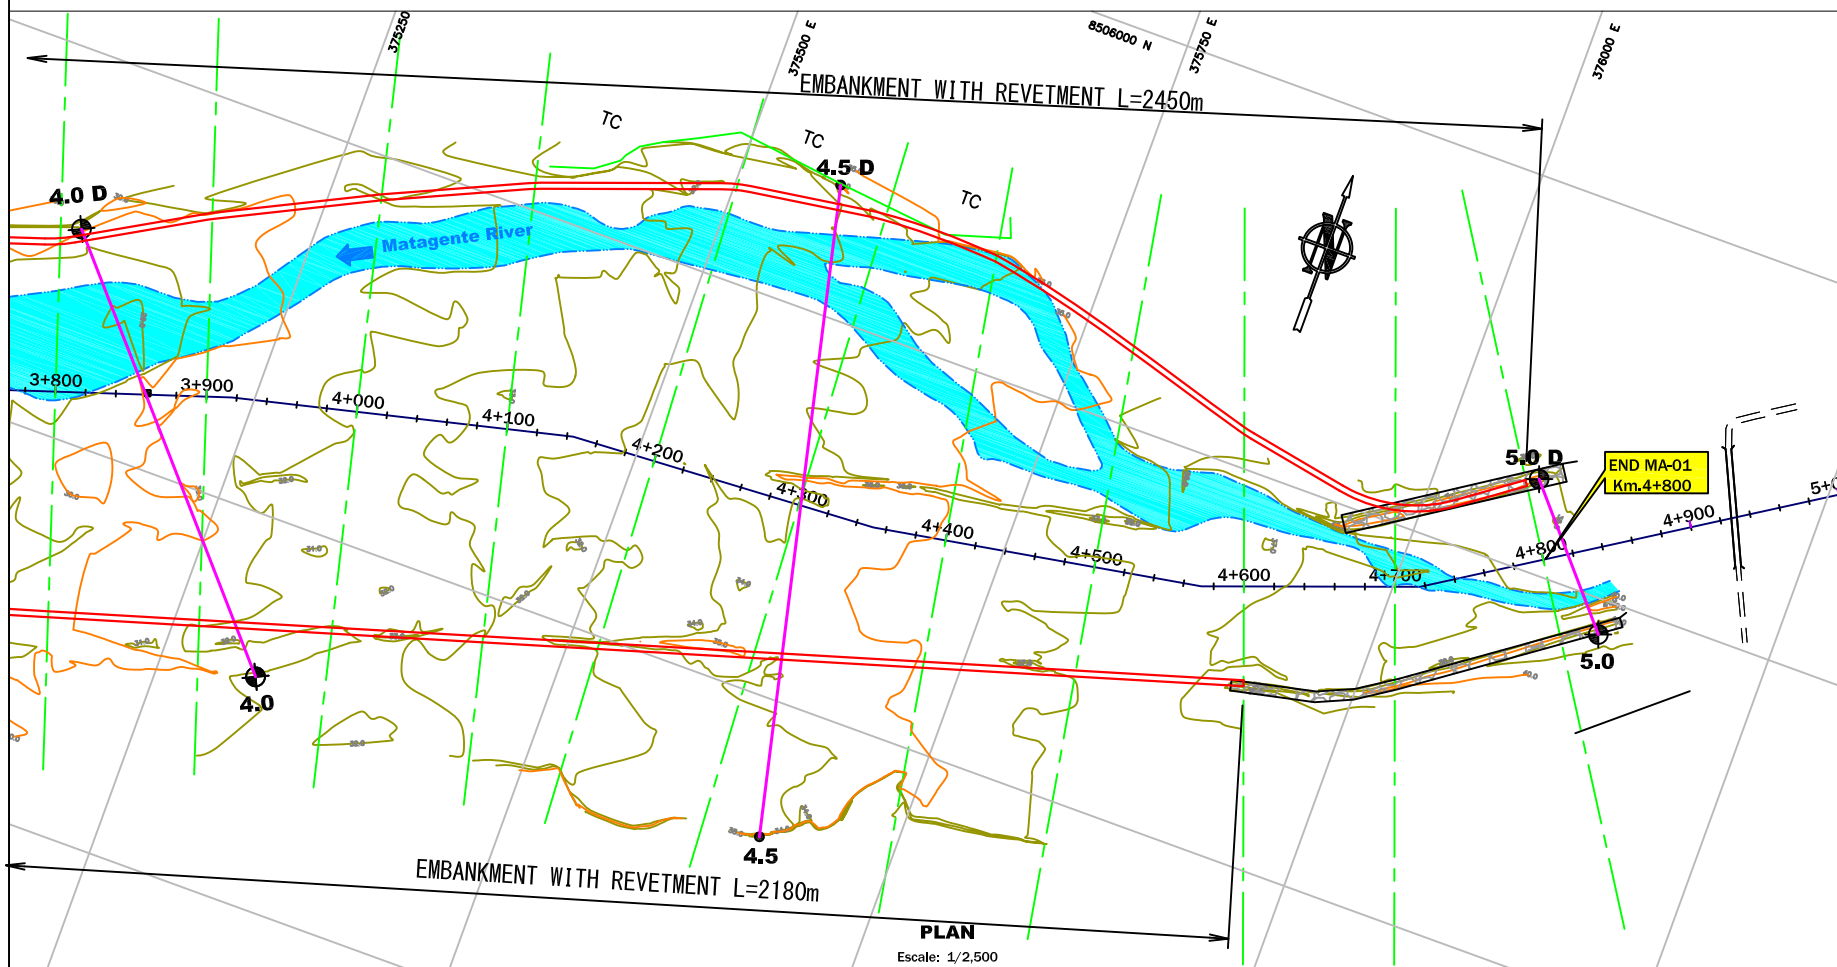 375250
375500 E
8506000 N
375750 E
376000 E
EMBANKMENT WITH REVETMENT L=2450m
TC
TC
TC
4.0 D
4.5 D
Matagente River
3+800
3+900
4+000
4+100
4+200
4+300
4+400
4+500
4+600
4+700
4+800
4+900
5.0 D
END MA-01
Km.4+800
4.0
4.5
5.0
EMBANKMENT WITH REVETMENT L=2180m
PLAN
Escale: 1/2,500